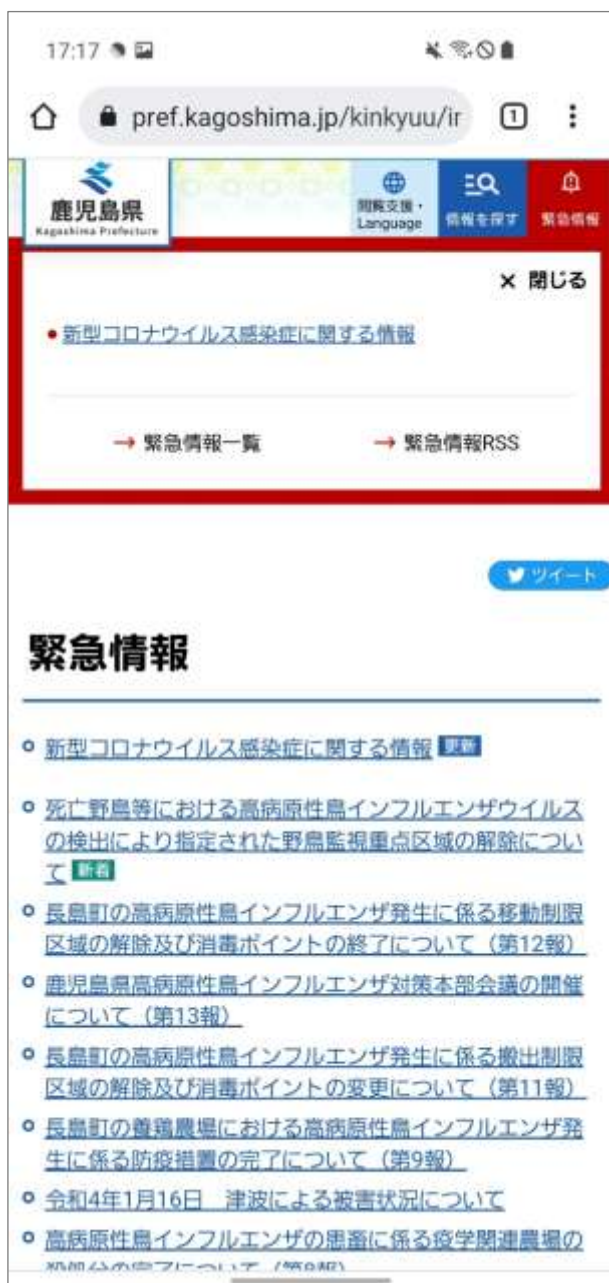 17:17
pref.kagoshima.jp/kinkyuu/ir
1
鹿児島県
Kagoshima Prefecture
閲覧支援・
Language
情報を探す
緊急情報
× 閉じる
新型コロナウイルス感染症に関する情報
→ 緊急情報一覧
→ 緊急情報RSS
ツイート
緊急情報
新型コロナウイルス感染症に関する情報 更新
死亡野鳥等における高病原性鳥インフルエンザウイルス
の検出により指定された野鳥監視重点区域の解除につい
て 新着
長島町の高病原性鳥インフルエンザ発生に係る移動制限
区域の解除及び消毒ポイントの終了について（第12報）
鹿児島県高病原性鳥インフルエンザ対策本部会議の開催
について（第13報）
長島町の高病原性鳥インフルエンザ発生に係る搬出制限
区域の解除及び消毒ポイントの変更について（第11報）
長島町の養鶏農場における高病原性鳥インフルエンザ発
生に係る防疫措置の完了について（第9報）
令和4年1月16日　津波による被害状況について
高病原性鳥インフルエンザの患畜に係る疫学関連農場の
殺処分の完了について（第8報）